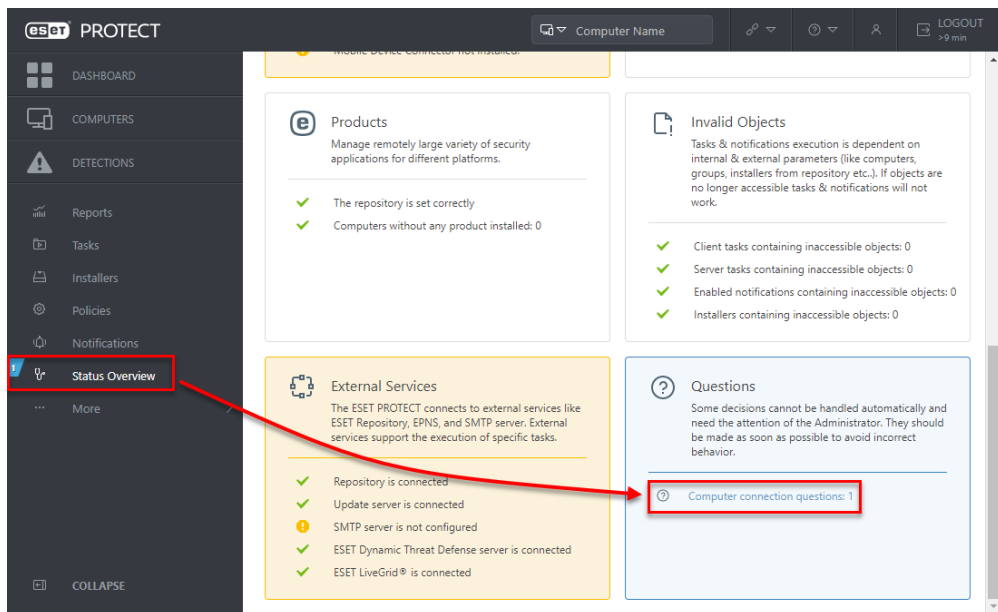 eset PROTECT
Computer Name
LOGOUT
>9 min
DASHBOARD
COMPUTERS
DETECTIONS
Reports
Tasks
Installers
Policies
Notifications
1
Status Overview
More
COLLAPSE
Mobile Device Connector not installed.
Products
Manage remotely large variety of security
applications for different platforms.
The repository is set correctly
Computers without any product installed: 0
Invalid Objects
Tasks & notifications execution is dependent on
internal & external parameters (like computers,
groups, installers from repository etc..). If objects are
no longer accessible tasks & notifications will not
work.
Client tasks containing inaccessible objects: 0
Server tasks containing inaccessible objects: 0
Enabled notifications containing inaccessible objects: 0
Installers containing inaccessible objects: 0
External Services
The ESET PROTECT connects to external services like
ESET Repository, EPNS, and SMTP server. External
services support the execution of specific tasks.
Repository is connected
Update server is connected
SMTP server is not configured
ESET Dynamic Threat Defense server is connected
ESET LiveGrid® is connected
Questions
Some decisions cannot be handled automatically and
need the attention of the Administrator. They should
be made as soon as possible to avoid incorrect
behavior.
Computer connection questions: 1